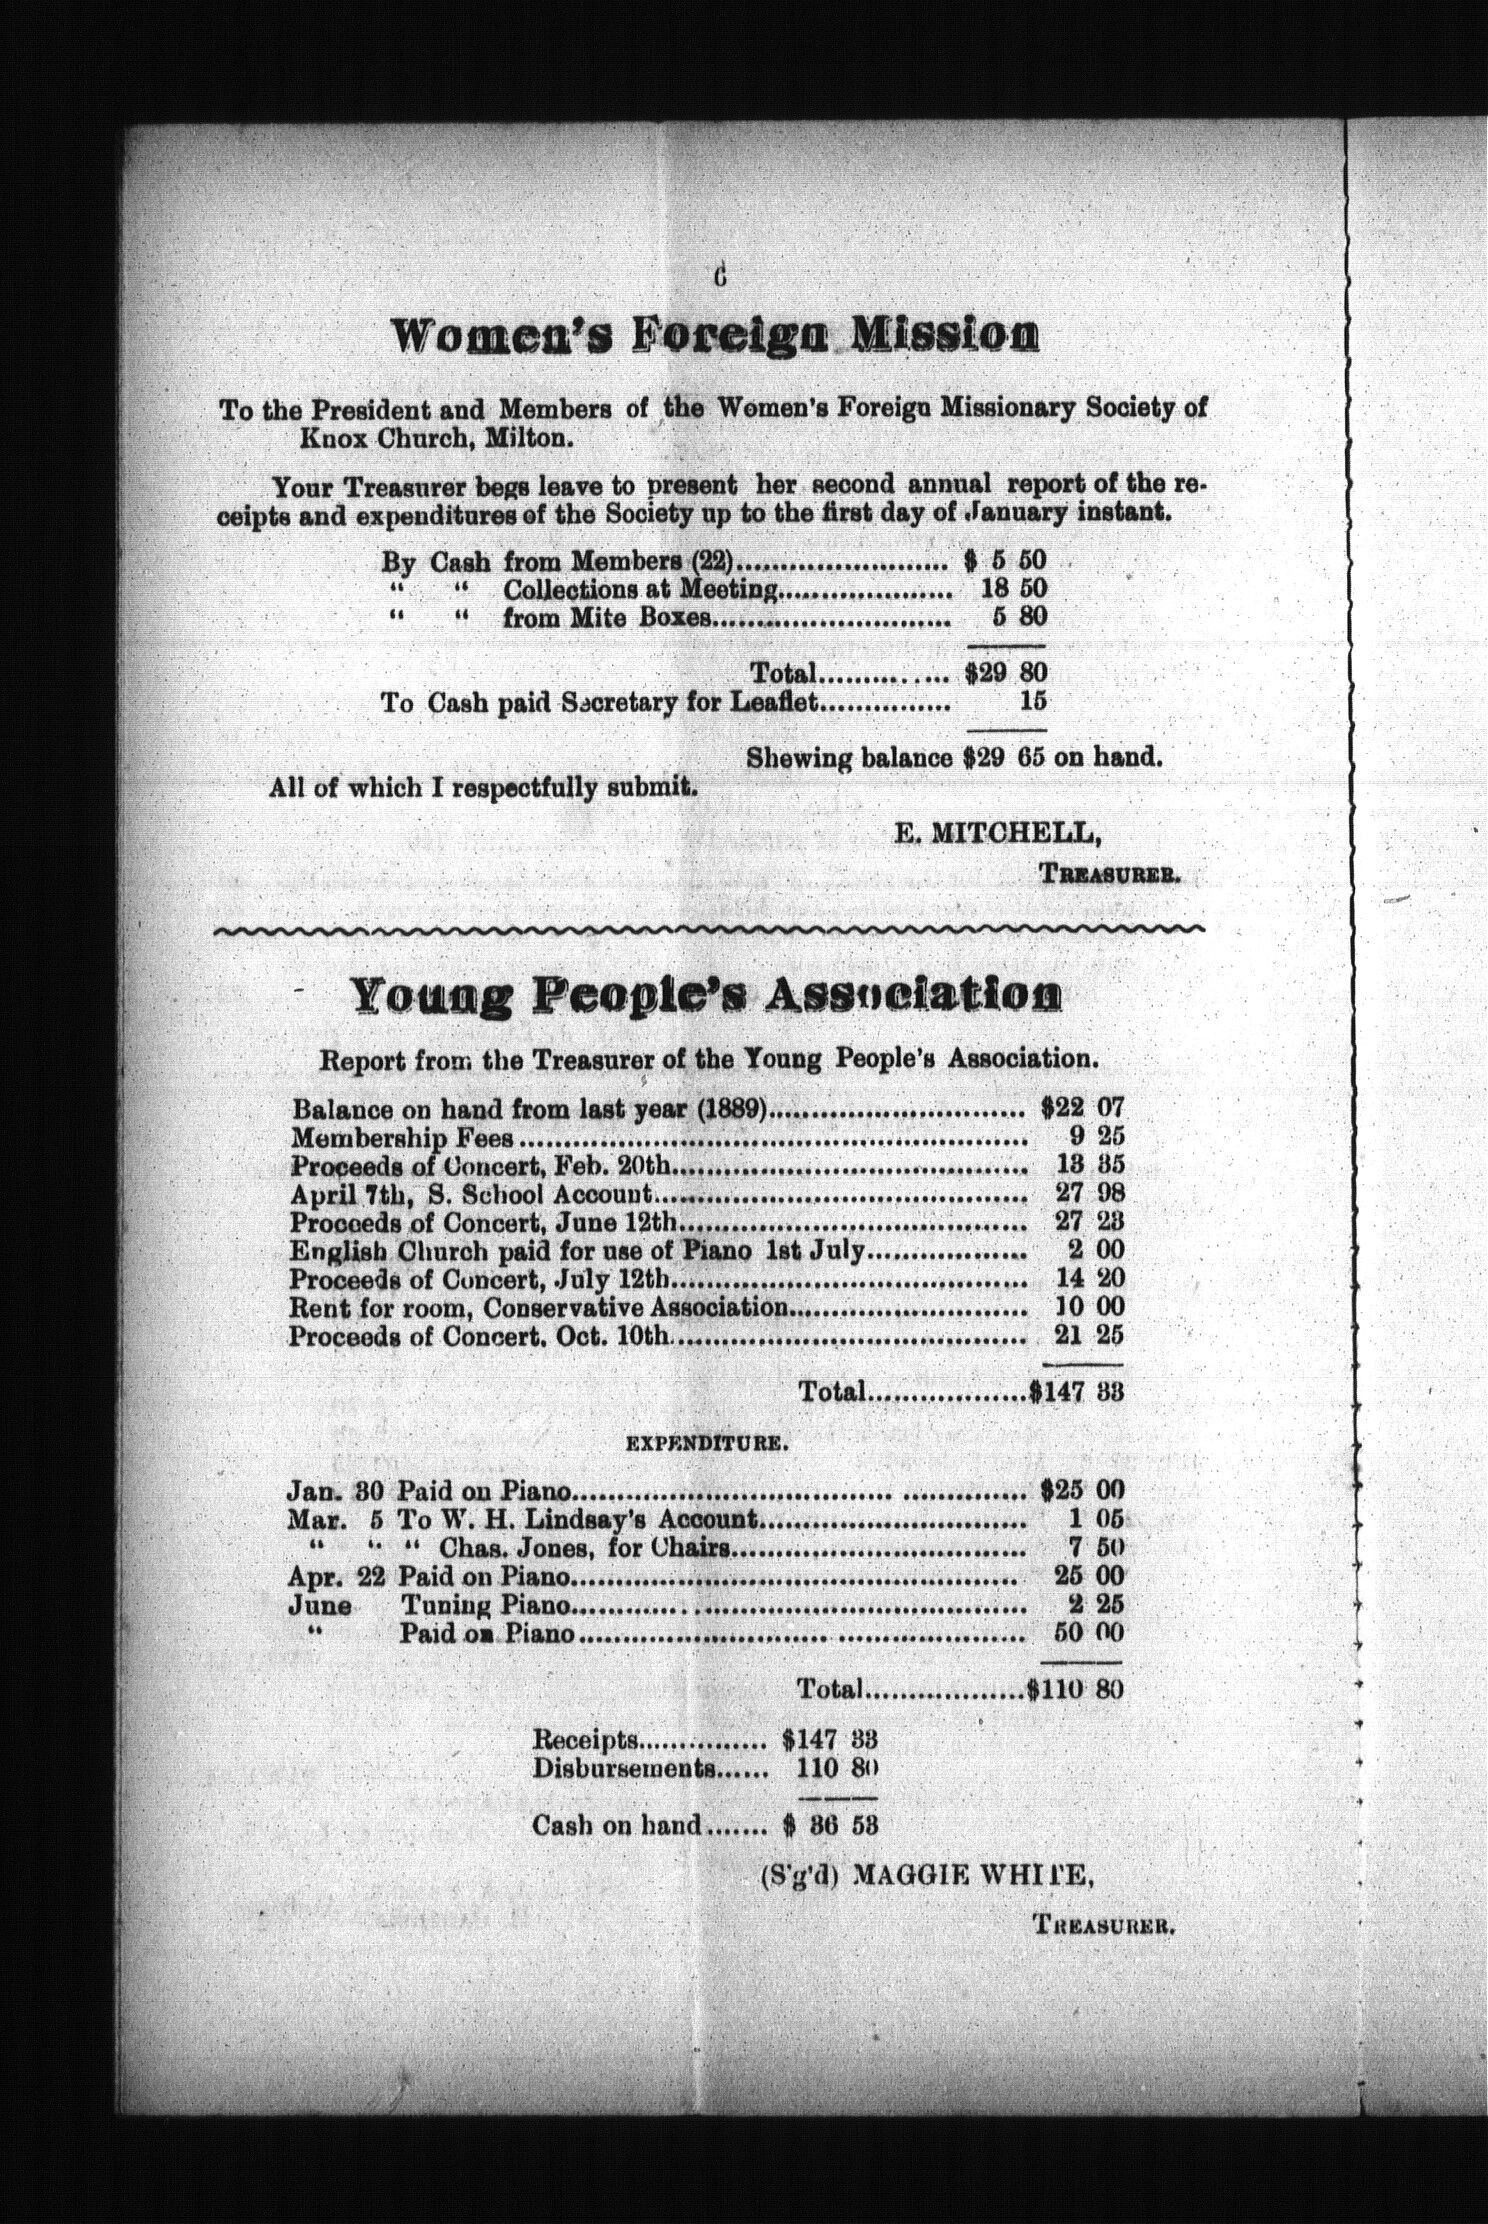 6
Women's Foreign Mission
To the President and Members of the Women's Foreign Missionary Society of
Knox Church, Milton.
Your Treasurer begs leave to present her second annual report of the re-
ceipts and expenditures of the Society up to the first day of January instant.
By Cash from Members (22)........................ $ 5 50
“ “ Collections at Meeting.................... 18 50
“ “ from Mite Boxes........................... 5 80
Total............... $29 80
To Cash paid Secretary for Leaflet............... 15
Shewing balance $29 65 on hand.
All of which I respectfully submit.
E. MITCHELL,
TREASURER.
Young People's Association
Report from the Treasurer of the Young People's Association.
Balance on hand from last year (1889)............................. $22 07
Membership Fees.......................................................... 9 25
Proceeds of Concert, Feb. 20th........................................ 13 35
April 7th, S. School Account.......................................... 27 98
Proceeds of Concert, June 12th....................................... 27 23
English Church paid for use of Piano 1st July.................. 2 00
Proceeds of Concert, July 12th........................................ 14 20
Rent for room, Conservative Association........................... 10 00
Proceeds of Concert, Oct. 10th........................................ 21 25
Total..................$147 33
EXPENDITURE.
Jan. 30 Paid on Piano.................................................... $25 00
Mar. 5 To W. H. Lindsay's Account.............................. 1 05
“ “ “ Chas. Jones, for Chairs................................. 7 50
Apr. 22 Paid on Piano.................................................. 25 00
June Tuning Piano.................................................... 2 25
“ Paid on Piano................................................... 50 00
Total..................$110 80
Receipts............... $147 33
Disbursements...... 110 80
Cash on hand....... $ 36 53
(S'g'd) MAGGIE WHITE,
TREASURER.